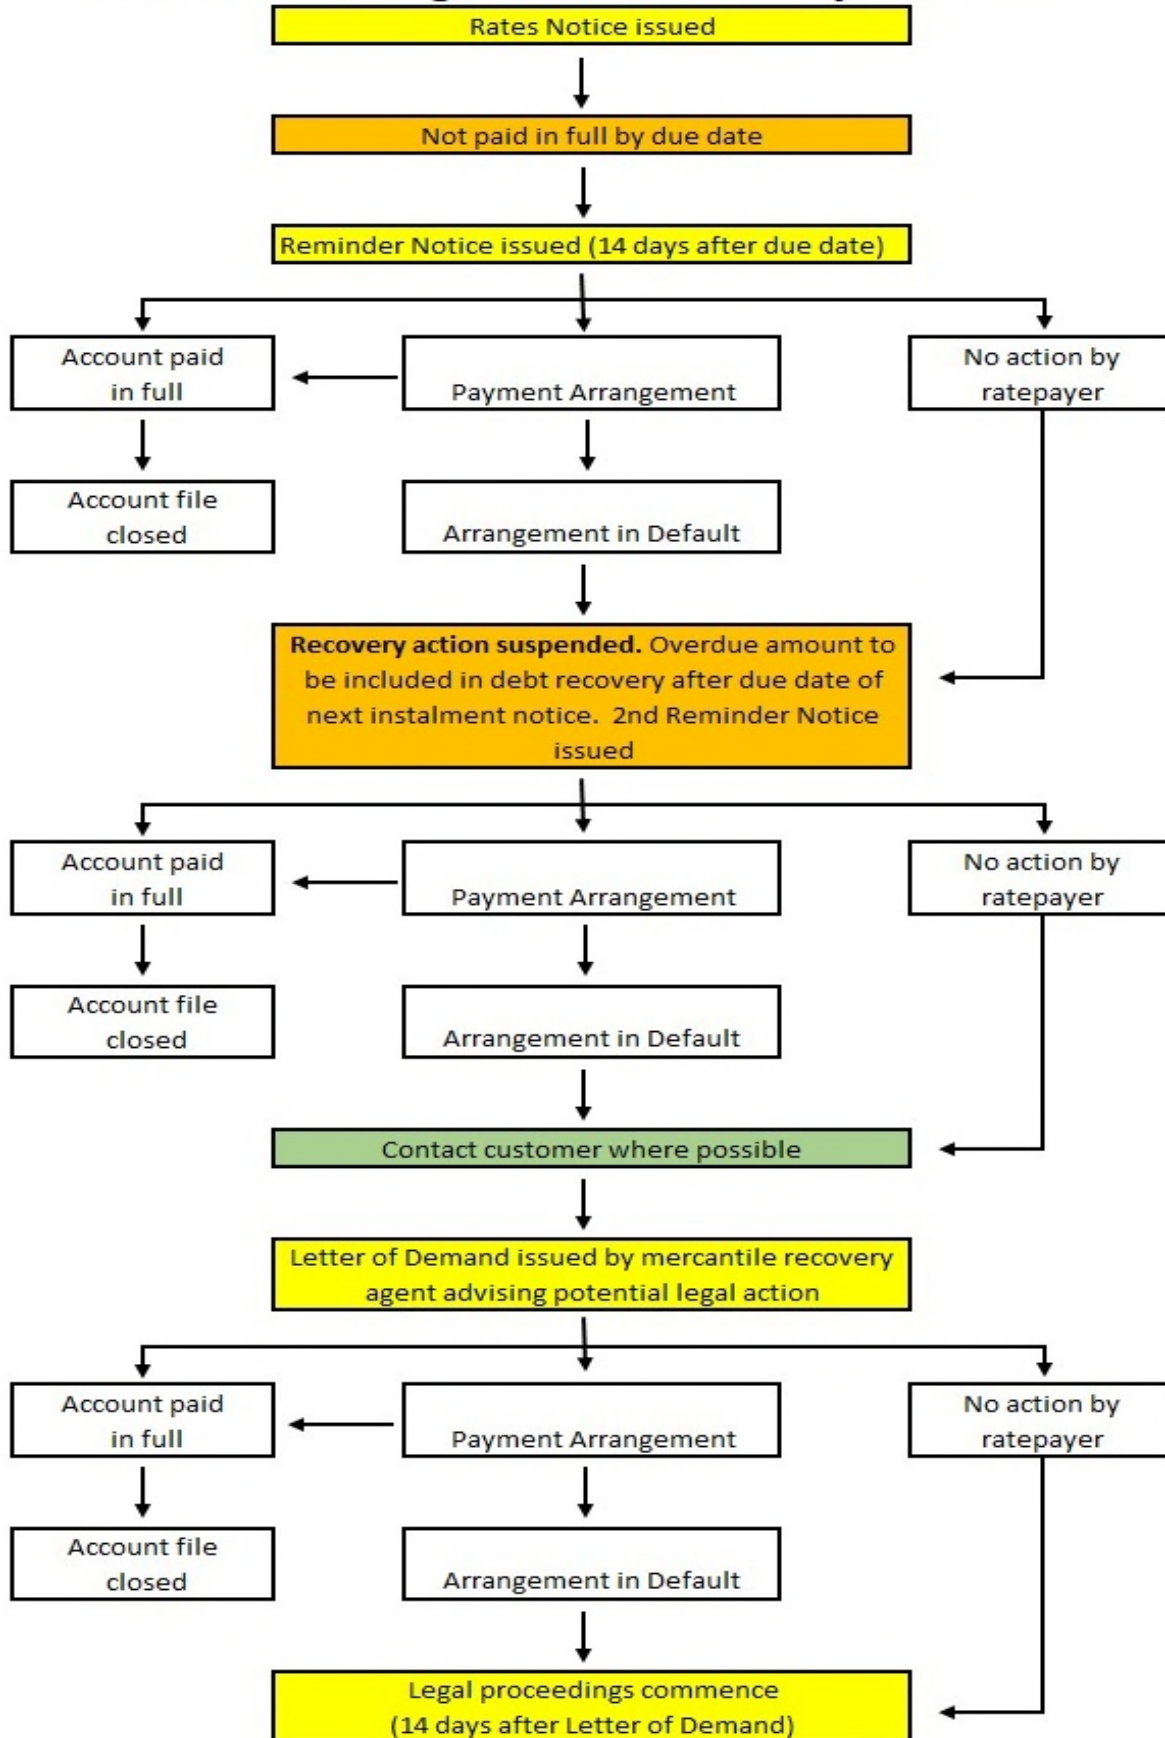 Rates Notice issued
Not paid in full by due date
Reminder Notice issued (14 days after due date)
Account paid
in full
Payment Arrangement
No action by
ratepayer
Account file
closed
Arrangement in Default
Recovery action suspended. Overdue amount to
be included in debt recovery after due date of
next instalment notice. 2nd Reminder Notice
issued
Account paid
in full
Payment Arrangement
No action by
ratepayer
Account file
closed
Arrangement in Default
Contact customer where possible
Letter of Demand issued by mercantile recovery
agent advising potential legal action
Account paid
in full
Payment Arrangement
No action by
ratepayer
Account file
closed
Arrangement in Default
Legal proceedings commence
(14 days after Letter of Demand)